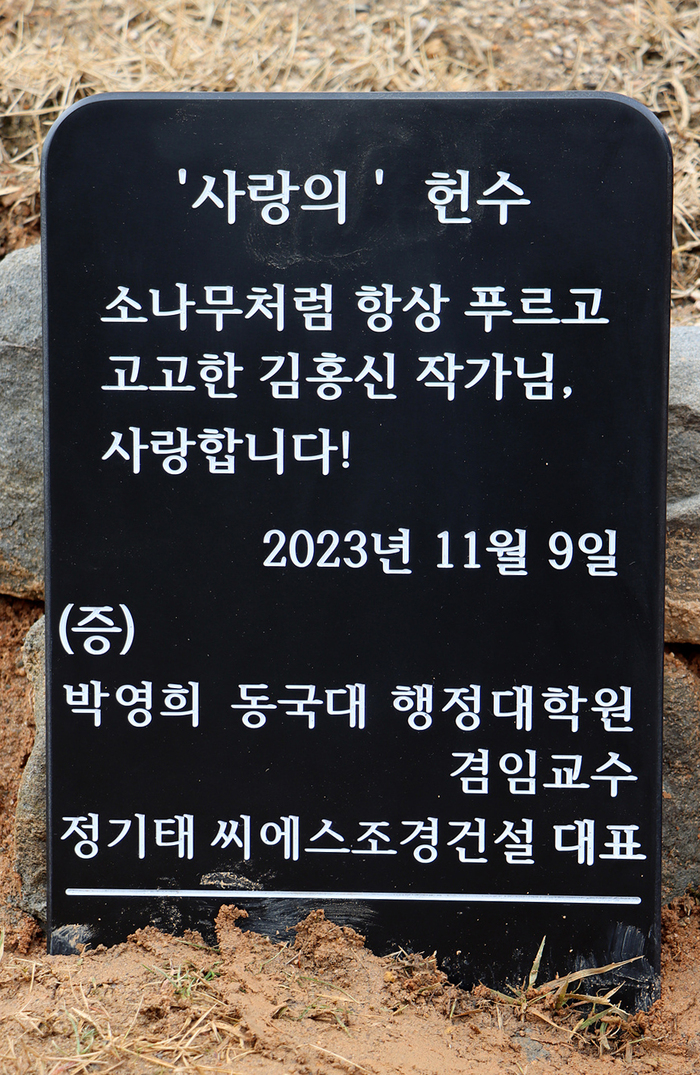 '사랑의 ' 헌수
소나무처럼 항상 푸르고
고고한 김홍신 작가님,
사랑합니다!
2023년 11월 9일
(증)
박영희 동국대 행정대학원
겸임교수
정기태 씨에스조경건설 대표